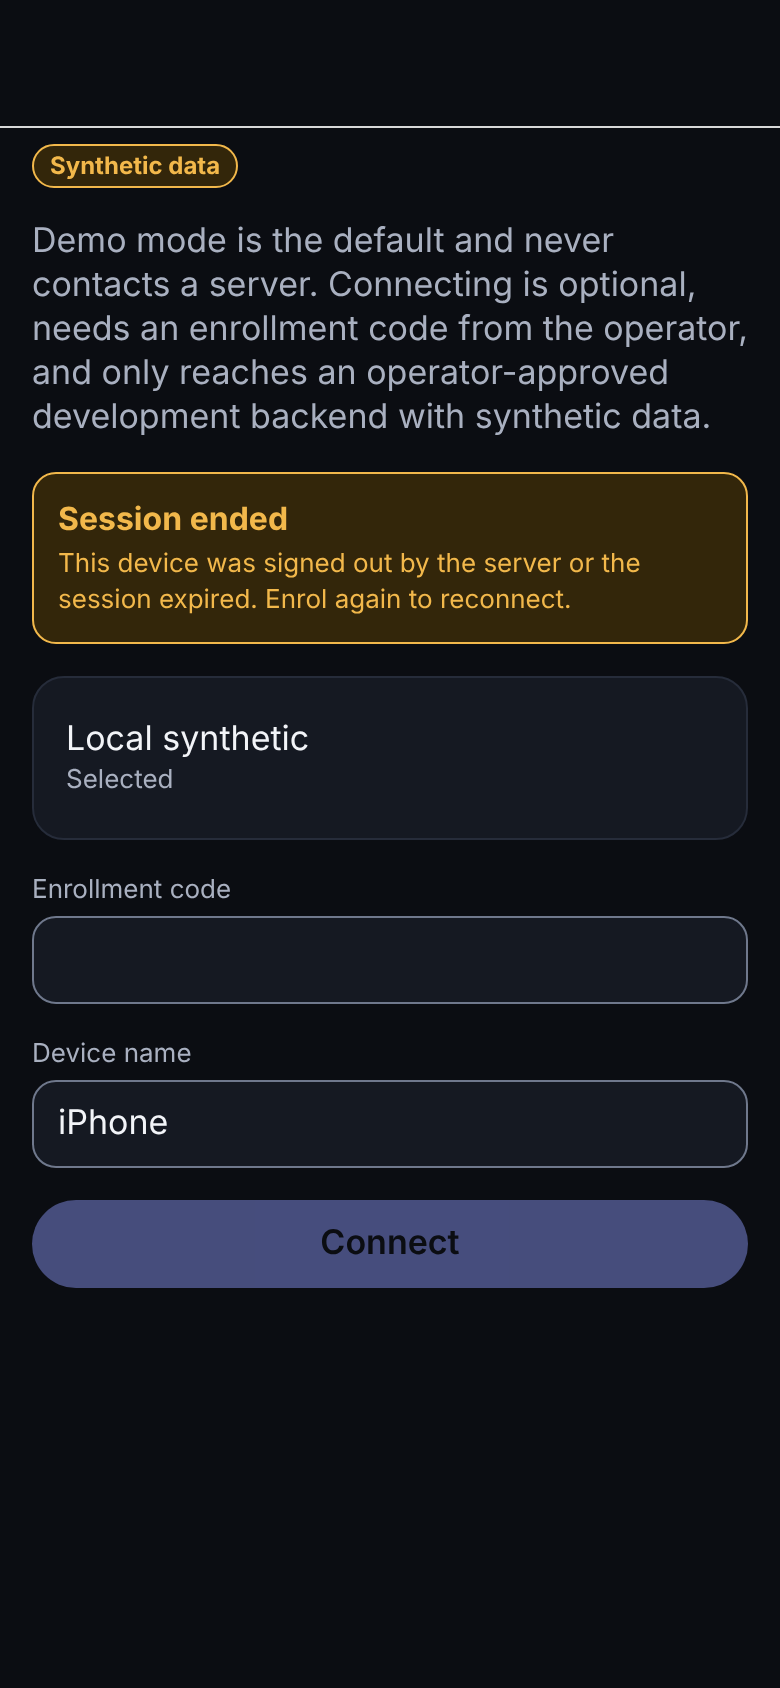 Synthetic data
Demo mode is the default and never
contacts a server. Connecting is optional,
needs an enrollment code from the operator,
and only reaches an operator-approved
development backend with synthetic data.
Session ended
This device was signed out by the server or the
session expired. Enrol again to reconnect.
Local synthetic
Selected
Enrollment code
Device name
iPhone
Connect